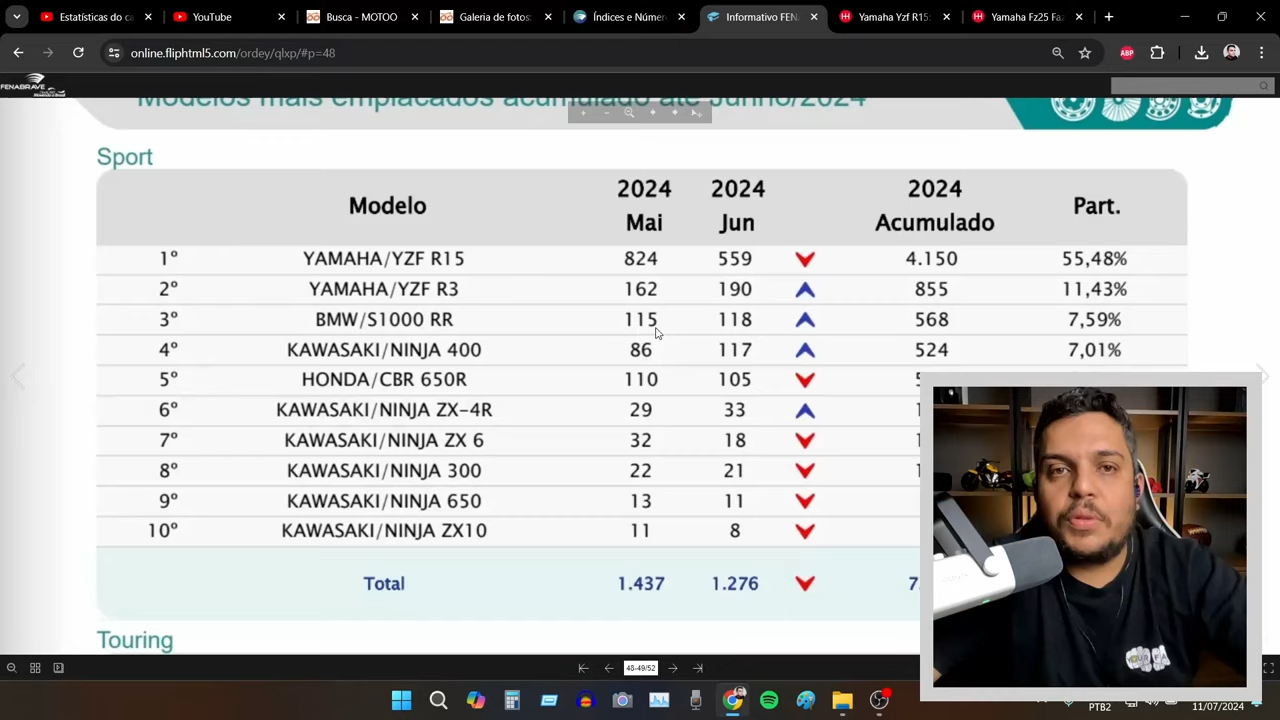 Estatísticas do ca
YouTube
Busca - MOTOO
Galeria de fotos:
Índices e Númer
Informativo FEN
Yamaha Yzf R15:
Yamaha Fz25 Faz
online.fliphtml5.com/ordey/qlxp/#p=48
ABP
FENABRAVE
Modelos mais emplacados acumulado até Junho/2024
Sport
Modelo 2024 Mai 2024 Jun 2024 Acumulado Part.
1º YAMAHA/YZF R15 824 559 4.150 55,48%
2º YAMAHA/YZF R3 162 190 855 11,43%
3º BMW/S1000 RR 115 118 568 7,59%
4º KAWASAKI/NINJA 400 86 117 524 7,01%
5º HONDA/CBR 650R 110 105
6º KAWASAKI/NINJA ZX-4R 29 33
7º KAWASAKI/NINJA ZX 6 32 18
8º KAWASAKI/NINJA 300 22 21
9º KAWASAKI/NINJA 650 13 11
10º KAWASAKI/NINJA ZX10 11 8
Total 1.437 1.276
Touring
48-49/52
PTB2
11/07/2024